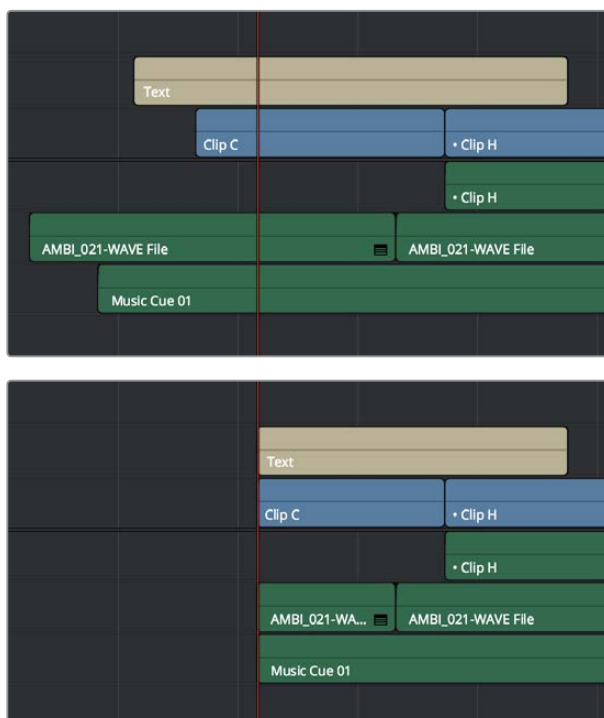 Text
Clip C
• Clip H
• Clip H
AMBI_021-WAVE File
AMBI_021-WAVE File
Music Cue 01
Text
Clip C
• Clip H
• Clip H
AMBI_021-WA...
AMBI_021-WAVE File
Music Cue 01